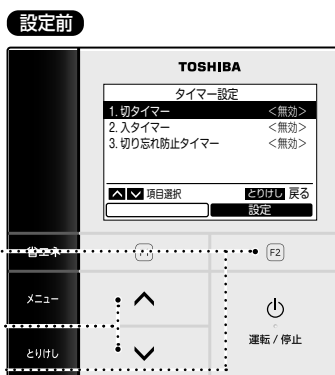 設定前
TOSHIBA
タイマー設定
1. 切タイマー <無効>
2. 入タイマー <無効>
3. 切り忘れ防止タイマー <無効>
項目選択 とりけし 戻る
設定
省エネ F1 F2
メニュー
運転 / 停止
とりけし